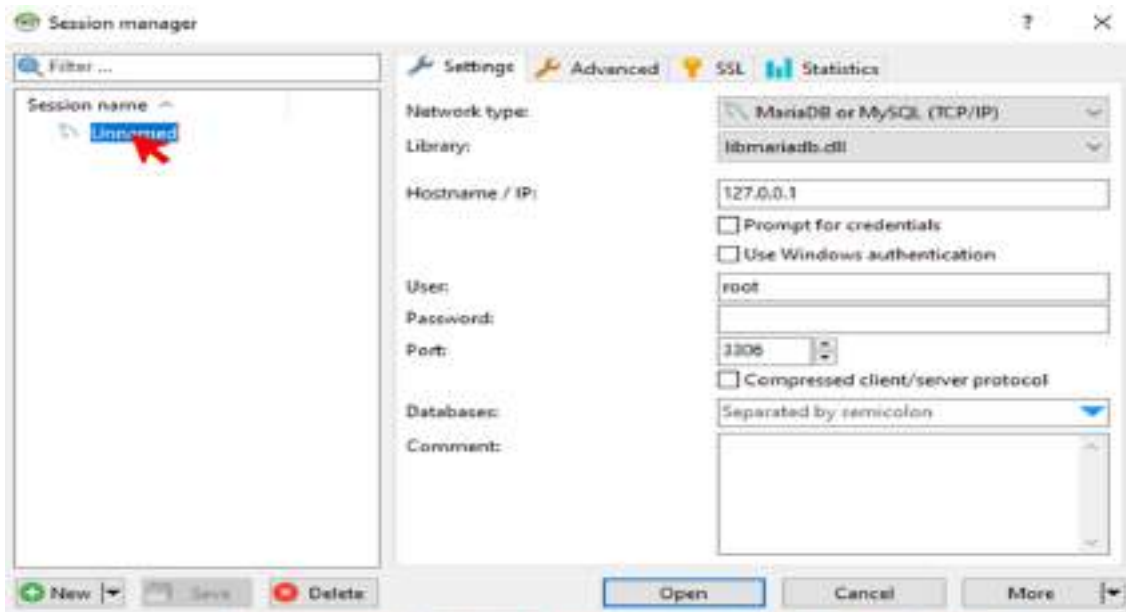 Session manager
?
Filter ...
Session name
Unnamed
Settings
Advanced
SSL
Statistics
Network type:
MariaDB or MySQL (TCP/IP)
Library:
libmariadb.dll
Hostname / IP:
127.0.0.1
Prompt for credentials
Use Windows authentication
User:
root
Password:
Port:
3306
Compressed client/server protocol
Databases:
Separated by semicolon
Comment:
New
Save
Delete
Open
Cancel
More